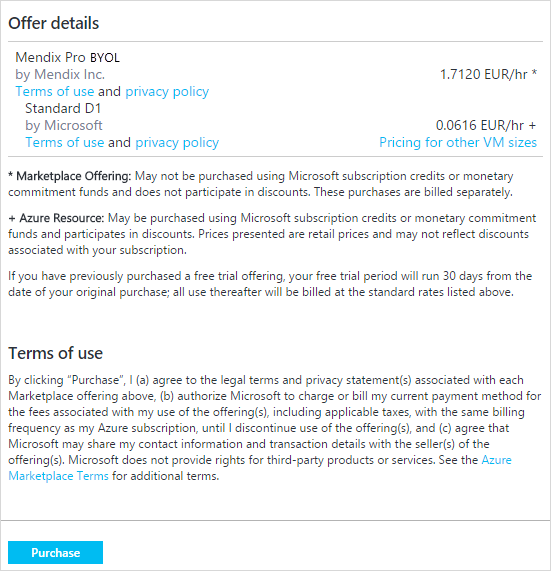 Offer details
Mendix Pro BYOL
by Mendix Inc. 1.7120 EUR/hr *
Terms of use and privacy policy
Standard D1
by Microsoft 0.0616 EUR/hr +
Terms of use and privacy policy Pricing for other VM sizes
* Marketplace Offering: May not be purchased using Microsoft subscription credits or monetary
commitment funds and does not participate in discounts. These purchases are billed separately.
+ Azure Resource: May be purchased using Microsoft subscription credits or monetary commitment
funds and participates in discounts. Prices presented are retail prices and may not reflect discounts
associated with your subscription.
If you have previously purchased a free trial offering, your free trial period will run 30 days from the
date of your original purchase; all use thereafter will be billed at the standard rates listed above.
Terms of use
By clicking “Purchase”, I (a) agree to the legal terms and privacy statement(s) associated with each
Marketplace offering above, (b) authorize Microsoft to charge or bill my current payment method for
the fees associated with my use of the offering(s), including applicable taxes, with the same billing
frequency as my Azure subscription, until I discontinue use of the offering(s), and (c) agree that
Microsoft may share my contact information and transaction details with the seller(s) of the
offering(s). Microsoft does not provide rights for third-party products or services. See the Azure
Marketplace Terms for additional terms.
Purchase